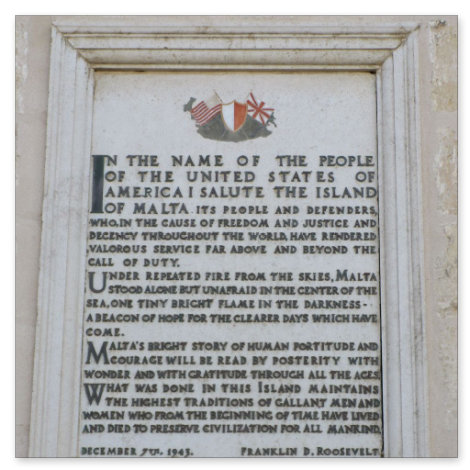 IN THE NAME OF THE PEOPLE
OF THE UNITED STATES OF
AMERICA I SALUTE THE ISLAND
OF MALTA, ITS PEOPLE AND DEFENDERS,
WHO, IN THE CAUSE OF FREEDOM AND JUSTICE AND
DECENCY THROUGHOUT THE WORLD, HAVE RENDERED
VALOROUS SERVICE FAR ABOVE AND BEYOND THE
CALL OF DUTY.
UNDER REPEATED FIRE FROM THE SKIES, MALTA
STOOD ALONE BUT UNAFRAID IN THE CENTER OF THE
SEA, ONE TINY BRIGHT FLAME IN THE DARKNESS--
A BEACON OF HOPE FOR THE CLEARER DAYS WHICH HAVE
COME.
MALTA'S BRIGHT STORY OF HUMAN FORTITUDE AND
COURAGE WILL BE READ BY POSTERITY WITH
WONDER AND WITH GRATITUDE THROUGH ALL THE AGES.
WHAT WAS DONE IN THIS ISLAND MAINTAINS
THE HIGHEST TRADITIONS OF GALLANT MEN AND
WOMEN WHO FROM THE BEGINNING OF TIME HAVE LIVED
AND DIED TO PRESERVE CIVILIZATION FOR ALL MANKIND.
DECEMBER 7TH. 1943. FRANKLIN D. ROOSEVELT.